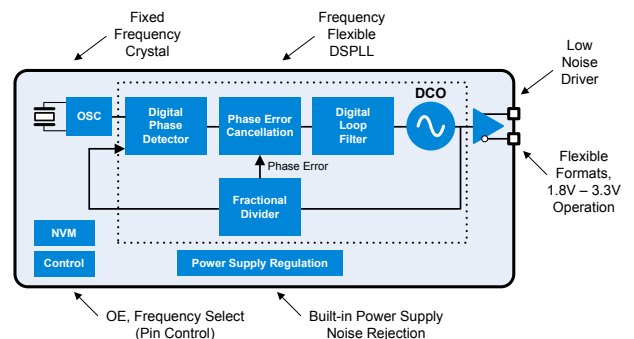 Fixed
Frequency
Crystal
Frequency
Flexible
DSPLL
Low
Noise
Driver
OSC
Digital
Phase
Detector
Phase Error
Cancellation
Digital
Loop
Filter
DCO
Phase Error
Fractional
Divider
Flexible
Formats,
1.8V – 3.3V
Operation
NVM
Control
Power Supply Regulation
OE, Frequency Select
(Pin Control)
Built-in Power Supply
Noise Rejection